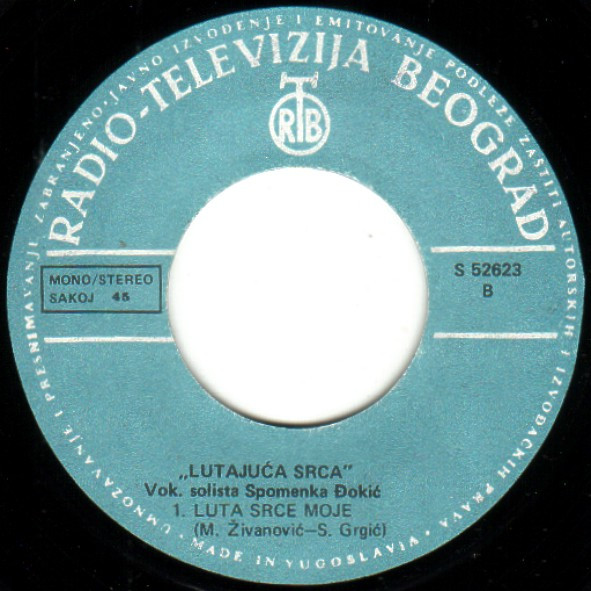 UMNOŽAVANJE I PRESNIMAVANJE ZABRANJENO · JAVNO IZVOĐENJE I EMITOVANJE PODLEŽE ZAŠTITI AUTORSKIH I IZVOĐAČKIH PRAVA ·
RADIO-TELEVIZIJA BEOGRAD
RTB
MONO/STEREO
SAKOJ 45
S 52623
B
„LUTAJUĆA SRCA"
Vok. solista Spomenka Đokić
1. LUTA SRCE MOJE
(M. Živanović—S. Grgić)
MADE IN YUGOSLAVIA